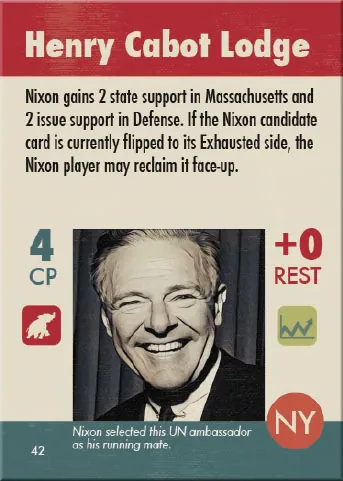 Henry Cabot Lodge
Nixon gains 2 state support in Massachusetts and
2 issue support in Defense. If the Nixon candidate
card is currently flipped to its Exhausted side, the
Nixon player may reclaim it face-up.
4
CP
+0
REST
NY
Nixon selected this UN ambassador
as his running mate.
42